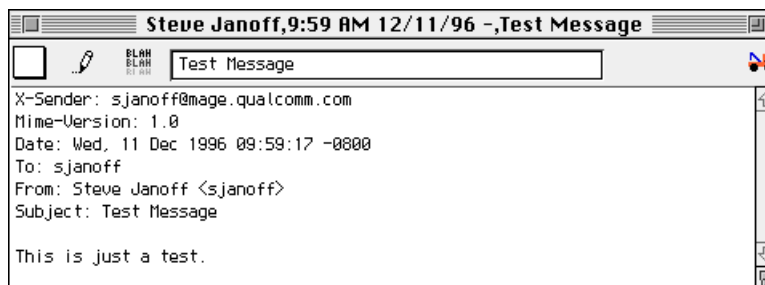 Steve Janoff,9:59 AM 12/11/96 -,Test Message
BLAH
BLAH
BLAH
Test Message
X-Sender: sjanoff@mage.qualcomm.com
Mime-Version: 1.0
Date: Wed, 11 Dec 1996 09:59:17 -0800
To: sjanoff
From: Steve Janoff <sjanoff>
Subject: Test Message
This is just a test.